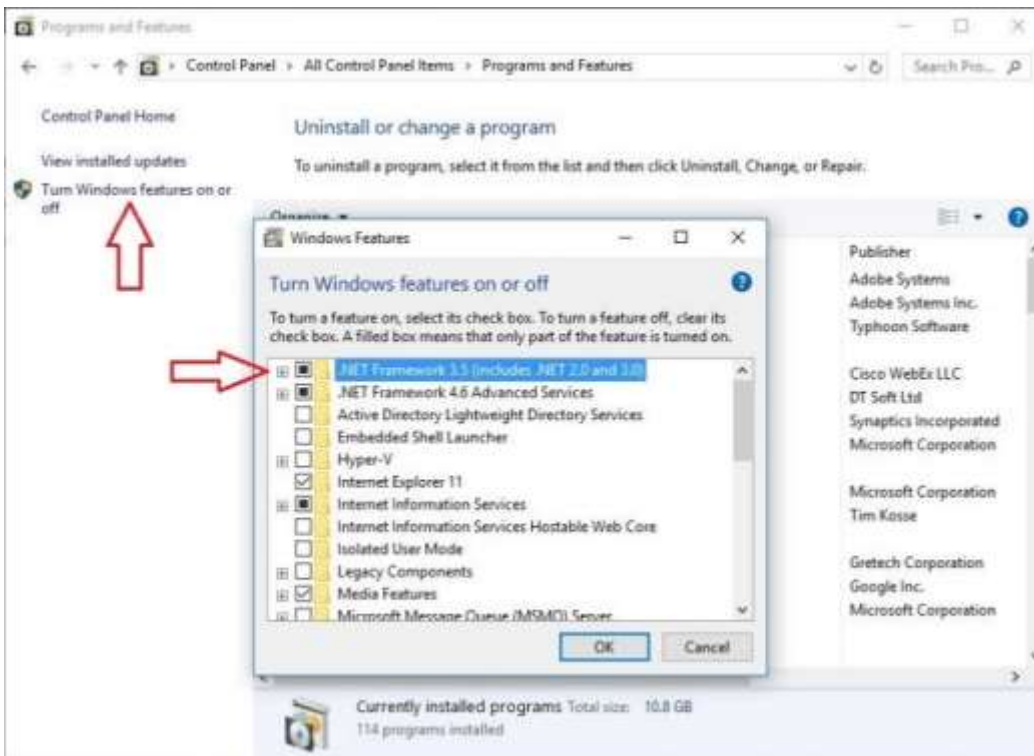 Programs and Features
Control Panel > All Control Panel Items > Programs and Features
Search Pro...
Control Panel Home
View installed updates
Turn Windows features on or
off
Uninstall or change a program
To uninstall a program, select it from the list and then click Uninstall, Change, or Repair.
Organize
Windows Features
Turn Windows features on or off
To turn a feature on, select its check box. To turn a feature off, clear its
check box. A filled box means that only part of the feature is turned on.
.NET Framework 3.5 (includes .NET 2.0 and 3.0)
.NET Framework 4.6 Advanced Services
Active Directory Lightweight Directory Services
Embedded Shell Launcher
Hyper-V
Internet Explorer 11
Internet Information Services
Internet Information Services Hostable Web Core
Isolated User Mode
Legacy Components
Media Features
Microsoft Message Queue (MSMQ) Server
OK
Cancel
Publisher
Adobe Systems
Adobe Systems Inc.
Typhoon Software
Cisco WebEx LLC
DT Soft Ltd
Synaptics Incorporated
Microsoft Corporation
Microsoft Corporation
Tim Kosse
Gretech Corporation
Google Inc.
Microsoft Corporation
Currently installed programs Total size: 10.8 GB
114 programs installed